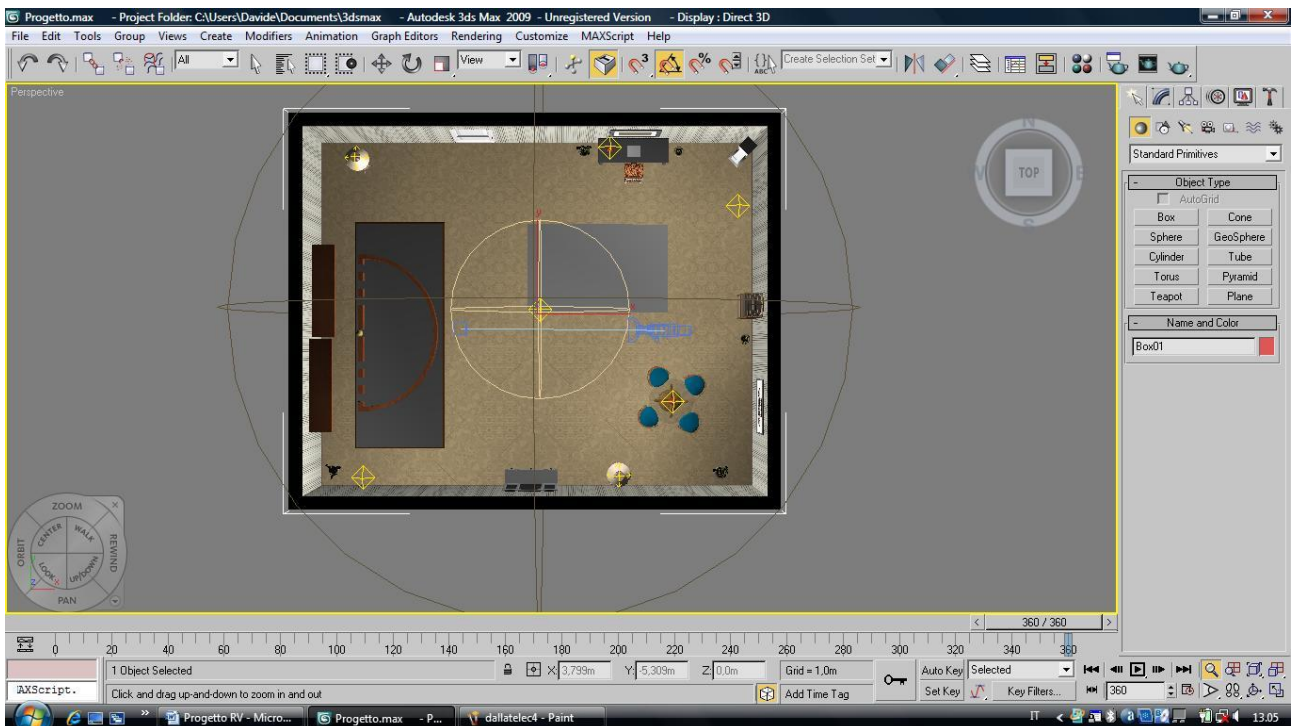 Progetto.max - Project Folder: C:\Users\Davide\Documents\3dsmax - Autodesk 3ds Max 2009 - Unregistered Version - Display : Direct 3D
File Edit Tools Group Views Create Modifiers Animation Graph Editors Rendering Customize MAXScript Help
All View Create Selection Set
Perspective
N
TOP
S
Standard Primitives
- Object Type
AutoGrid
Box Cone
Sphere GeoSphere
Cylinder Tube
Torus Pyramid
Teapot Plane
- Name and Color
Box01
y
x
ZOOM
ORBIT CENTER WALK REWIND
LOOK UP/DOWN
PAN
360 / 360
0 20 40 60 80 100 120 140 160 180 200 220 240 260 280 300 320 340 360
1 Object Selected X: 3,799m Y: -5,309m Z: 0,0m Grid = 1,0m Auto Key Selected
AXScript. Click and drag up-and-down to zoom in and out Add Time Tag Set Key Key Filters... 360
Progetto RV - Micro... Progetto.max - P... dallatelec4 - Paint IT 13.05